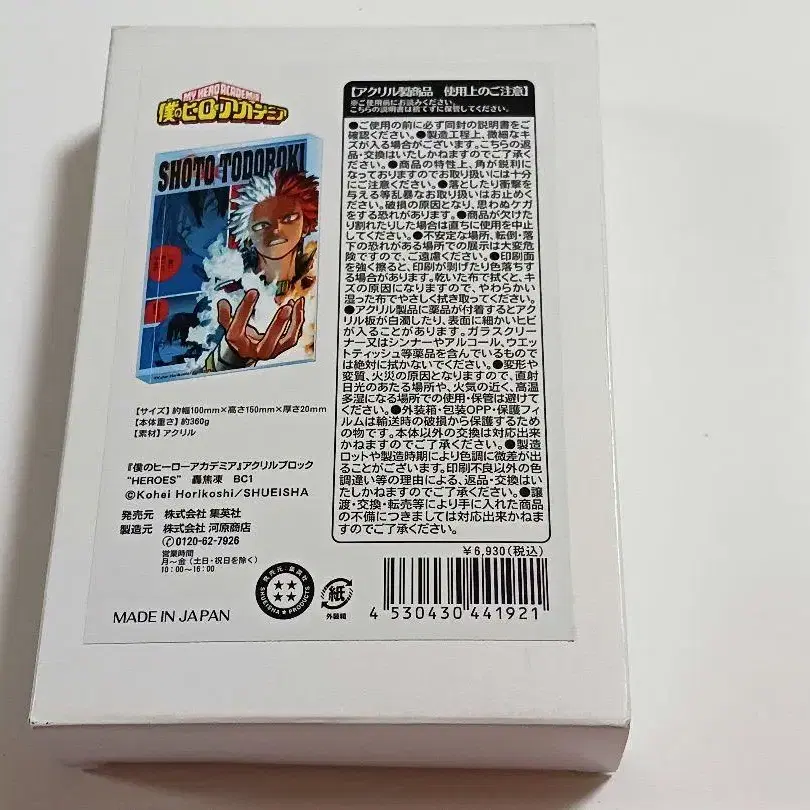 MY HERO ACADEMIA
僕のヒーローアカデミア
SHOTO TODOROKI
【サイズ】約幅100mm×高さ150mm×厚さ20mm
【本体重さ】約360g
【素材】アクリル
『僕のヒーローアカデミア』アクリルブロック
"HEROES" 轟焦凍 BC1
©Kohei Horikoshi/SHUEISHA
発売元 株式会社 集英社
製造元 株式会社 河原商店
✆0120-62-7926
営業時間
月～金(土日・祝日を除く)
10:00～16:00
MADE IN JAPAN
発売元・集英社
SHUEISHA PRODUCTS
紙
外装箱
【アクリル製商品 使用上のご注意】
※ご使用前にお読みください。
こちらの説明書は捨てずに保管してください。
●ご使用の前に必ず同封の説明書をご
確認ください。●製造工程上、微細なキ
ズが入る場合がございます。こちらの返
品・交換はいたしかねますのでご了承く
ださい。●商品の特性上、角が鋭利に
なっておりますのでお取り扱いには十分
にご注意ください。●落としたり衝撃
を与える等乱暴なお取り扱いはお止めく
ださい。破損の原因となり、思わぬケガ
をする恐れがあります。●商品が欠けた
り割れたりした場合は直ちに使用を中止
してください。●不安定な場所、転倒・落
下の恐れがある場所での展示は大変危
険ですので、ご遠慮ください。●印刷面
を強く擦ると、印刷が剥げたり色落ちす
る場合があります。乾いた布で拭くと、キ
ズの原因になりますので、やわらかい
湿った布でやさしく拭き取ってください。
●アクリル製品に薬品が付着するとアク
リル板が白濁したり、表面に細かいヒビ
が入ることがあります。ガラスクリー
ナー又はシンナーやアルコール、ウエッ
トティッシュ等薬品を含んでいるもので
は絶対に拭かないでください。●変形や
変質、火災の原因となりますので、直射
日光のあたる場所や、火気の近く、高温
多湿になる場所での使用・保管は避けて
ください。●外装箱・包装OPP・保護フィ
ルムは輸送時の破損から保護するため
の物です。本体以外の交換は対応出来
かねますのでご了承ください。●製造
ロットや製造時期により色調に微差が出
ることがございます。印刷不良以外の色
調違い等の理由による、返品・交換はい
たしかねますのでご了承ください。●譲
渡・交換・転売等により手に入れた商品
の不備につきましては対応出来かねま
すのでご了承ください。
¥6,930(税込)
4 530430 441921